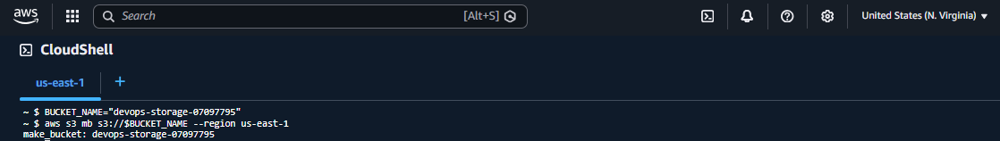 aws Search [Alt+S] United States (N. Virginia)
CloudShell
us-east-1 +
~ $ BUCKET_NAME="devops-storage-07097795"
~ $ aws s3 mb s3://$BUCKET_NAME --region us-east-1
make_bucket: devops-storage-07097795